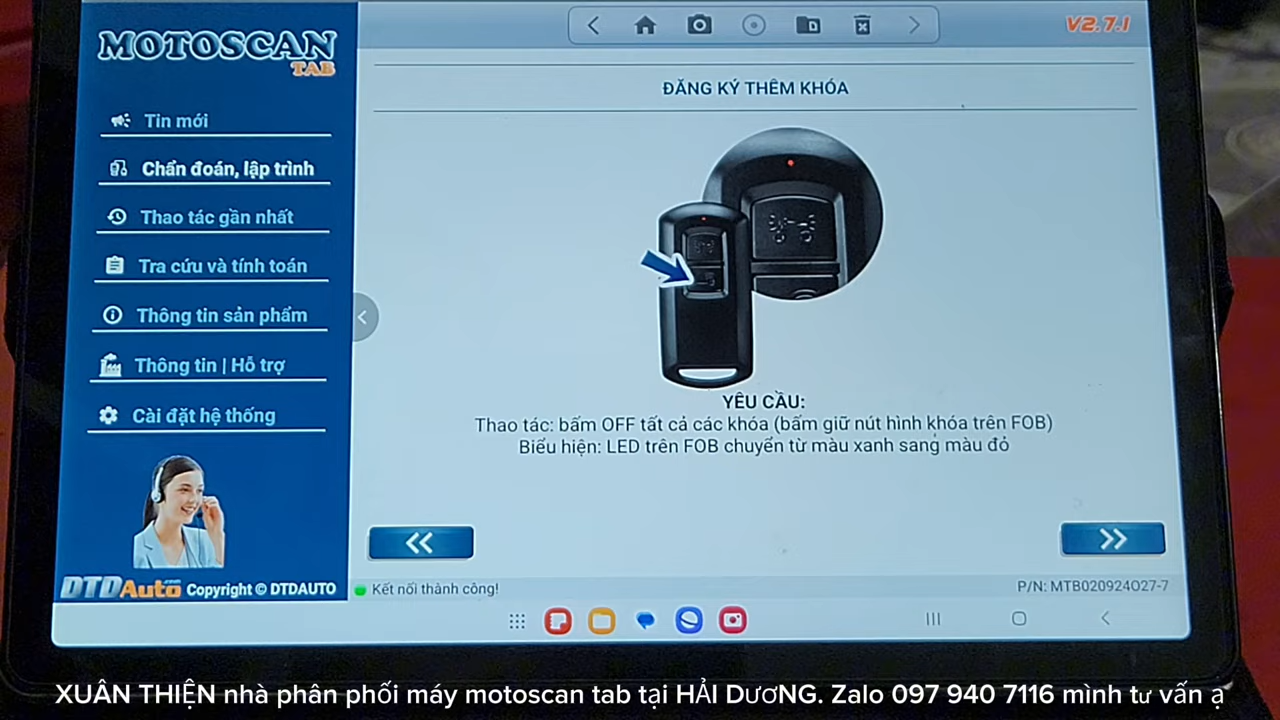 MOTOSCAN
TAB
V2.7.1
ĐĂNG KÝ THÊM KHÓA
Tin mới
Chẩn đoán, lập trình
Thao tác gần nhất
Tra cứu và tính toán
Thông tin sản phẩm
Thông tin | Hỗ trợ
Cài đặt hệ thống
YÊU CẦU:
Thao tác: bấm OFF tất cả các khóa (bấm giữ nút hình khóa trên FOB)
Biểu hiện: LED trên FOB chuyển từ màu xanh sang màu đỏ
DTDAuto.com Copyright © DTDAUTO
Kết nối thành công!
P/N: MTB020924O27-7
XUÂN THIỆN nhà phân phối máy motoscan tab tại HẢI DươNG. Zalo 097 940 7116 mình tư vấn ạ